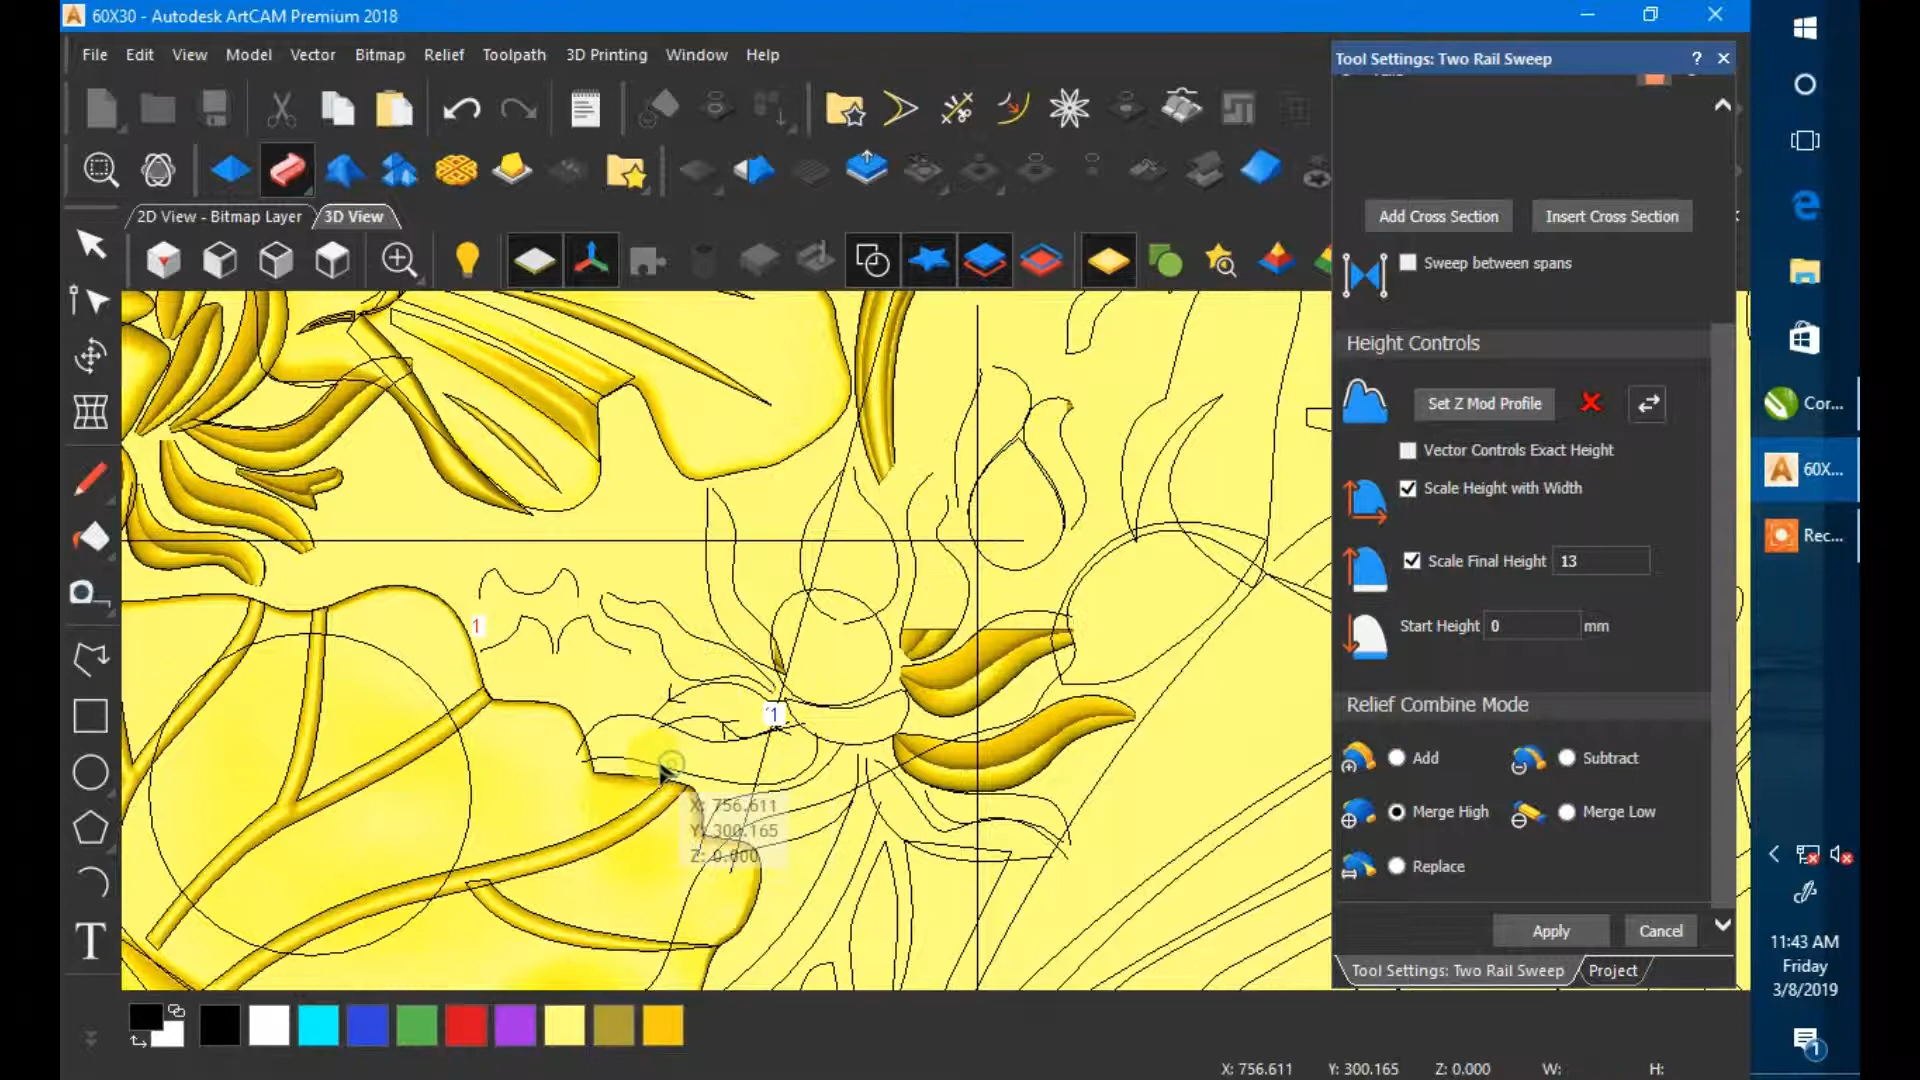 60X30 - Autodesk ArtCAM Premium 2018
File Edit View Model Vector Bitmap Relief Toolpath 3D Printing Window Help
Tool Settings: Two Rail Sweep ?
2D View - Bitmap Layer 3D View
Add Cross Section Insert Cross Section
Sweep between spans
Height Controls
Set Z Mod Profile
Vector Controls Exact Height
Scale Height with Width
Scale Final Height 13
Start Height 0 mm
Relief Combine Mode
Add Subtract
Merge High Merge Low
Replace
Apply Cancel
Tool Settings: Two Rail Sweep Project
1
1
X: 756.611
Y: 300.165
Z: 0.000
T
X: 756.611 Y: 300.165 Z: 0.000 W: H:
Cor...
60X...
Rec...
11:43 AM
Friday
3/8/2019
1